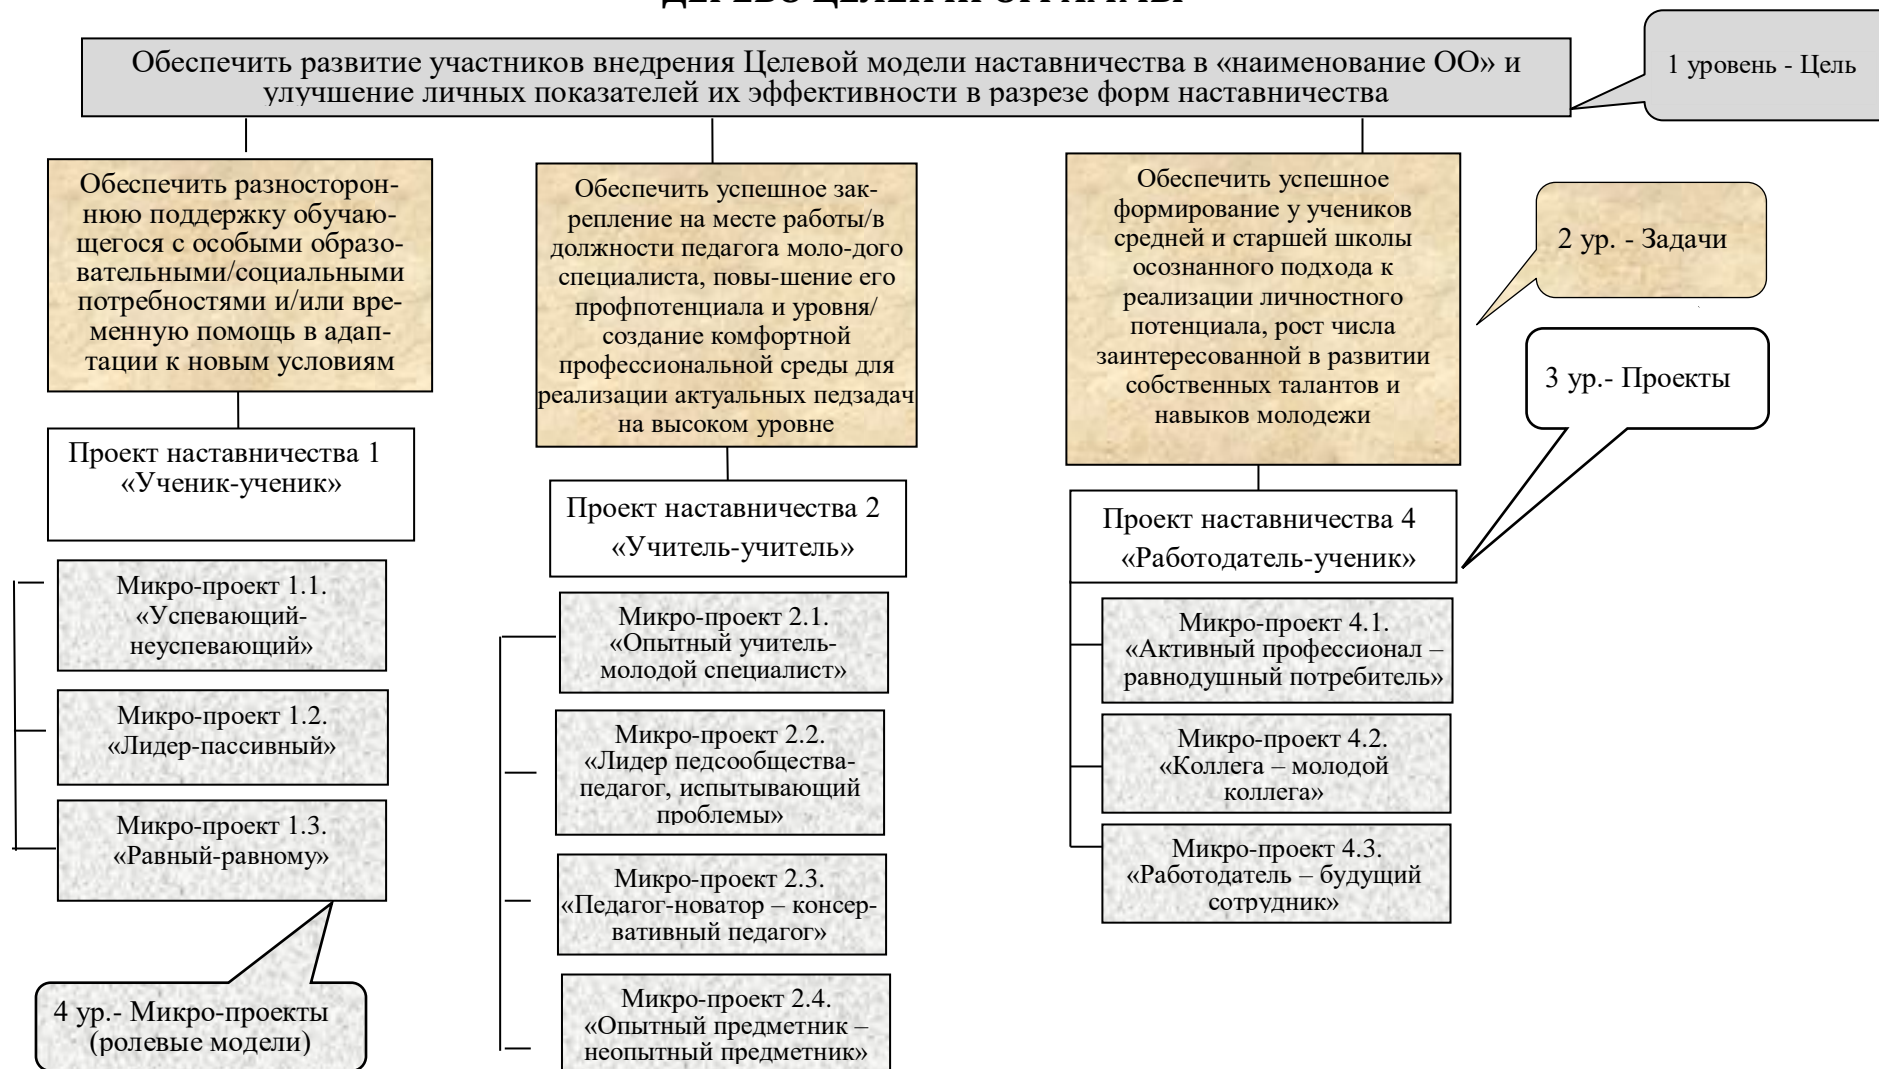 Обеспечить развитие участников внедрения Целевой модели наставничества в «наименование ОО» и
улучшение личных показателей их эффективности в разрезе форм наставничества
1 уровень - Цель
Обеспечить разносторон-
нюю поддержку обучаю-
щегося с особыми образо-
вательными/социальными
потребностями и/или вре-
менную помощь в адап-
тации к новым условиям
Обеспечить успешное зак-
репление на месте работы/в
должности педагога моло-дого
специалиста, повы-шение его
профпотенциала и уровня/
создание комфортной
профессиональной среды для
реализации актуальных педзадач
на высоком уровне
Обеспечить успешное
формирование у учеников
средней и старшей школы
осознанного подхода к
реализации личностного
потенциала, рост числа
заинтересованной в развитии
собственных талантов и
навыков молодежи
2 ур. - Задачи
3 ур.- Проекты
Проект наставничества 1
«Ученик-ученик»
Проект наставничества 2
«Учитель-учитель»
Проект наставничества 4
«Работодатель-ученик»
Микро-проект 1.1.
«Успевающий-
неуспевающий»
Микро-проект 1.2.
«Лидер-пассивный»
Микро-проект 1.3.
«Равный-равному»
4 ур.- Микро-проекты
(ролевые модели)
Микро-проект 2.1.
«Опытный учитель-
молодой специалист»
Микро-проект 2.2.
«Лидер педсообщества-
педагог, испытывающий
проблемы»
Микро-проект 2.3.
«Педагог-новатор – консер-
вативный педагог»
Микро-проект 2.4.
«Опытный предметник –
неопытный предметник»
Микро-проект 4.1.
«Активный профессионал –
равнодушный потребитель»
Микро-проект 4.2.
«Коллега – молодой
коллега»
Микро-проект 4.3.
«Работодатель – будущий
сотрудник»